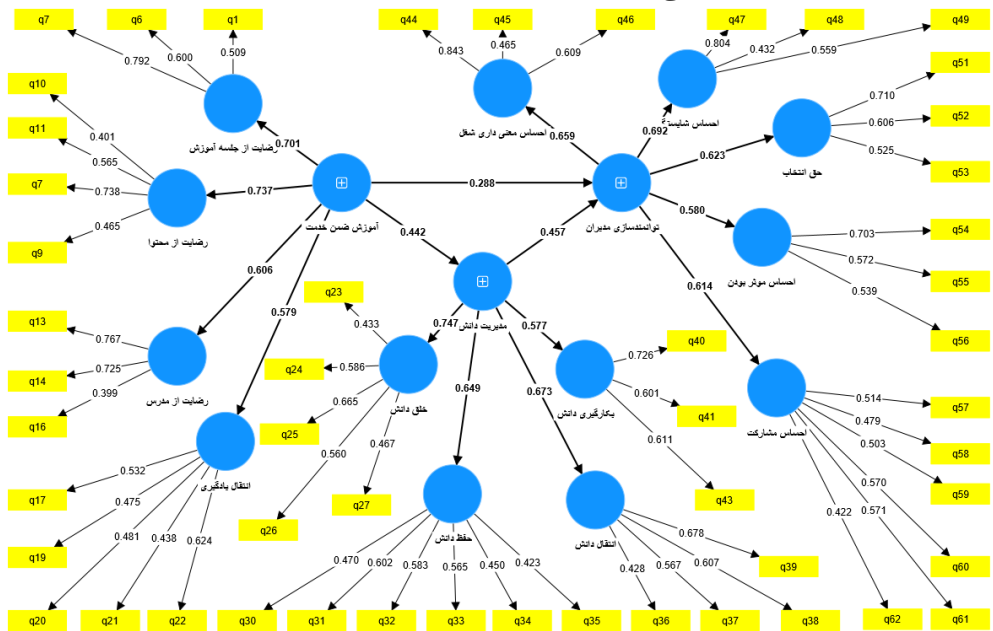 q7
q6
q1
q44
q45
q46
q47
q48
q49
0.792
0.600
0.509
0.843
0.465
0.609
0.804
0.432
0.559
q10
q11
q7
q9
0.401
0.565
0.738
0.465
رضایت از جلسه آموزش
0.701
احساس معنی داری شغل
0.659
احساس شایستگ
0.692
q51
q52
q53
0.710
0.606
0.525
حق انتخاب
0.623
رضایت از محتوا
0.737
آموزش ضمن خدمت
0.288
توانمندسازی مدیران
0.580
احساس موثر بودن
0.703
0.572
0.539
q54
q55
q56
0.442
0.457
مدیریت دانش
0.606
0.579
0.614
q13
q14
q16
0.767
0.725
0.399
رضایت از مدرس
q23
q24
q25
q26
q27
0.433
0.586
0.665
0.560
0.467
0.747
خلق دانش
0.577
0.649
0.673
بکارگیری دانش
0.726
0.601
0.611
q40
q41
q43
احساس مشارکت
0.514
0.479
0.503
0.570
0.571
0.422
q57
q58
q59
q60
q61
q62
انتقال یادگیری
0.532
0.475
0.481
0.438
0.624
q17
q19
q20
q21
q22
حفظ دانش
0.470
0.602
0.583
0.565
0.450
0.423
q30
q31
q32
q33
q34
q35
انتقال دانش
0.428
0.567
0.607
0.678
q36
q37
q38
q39